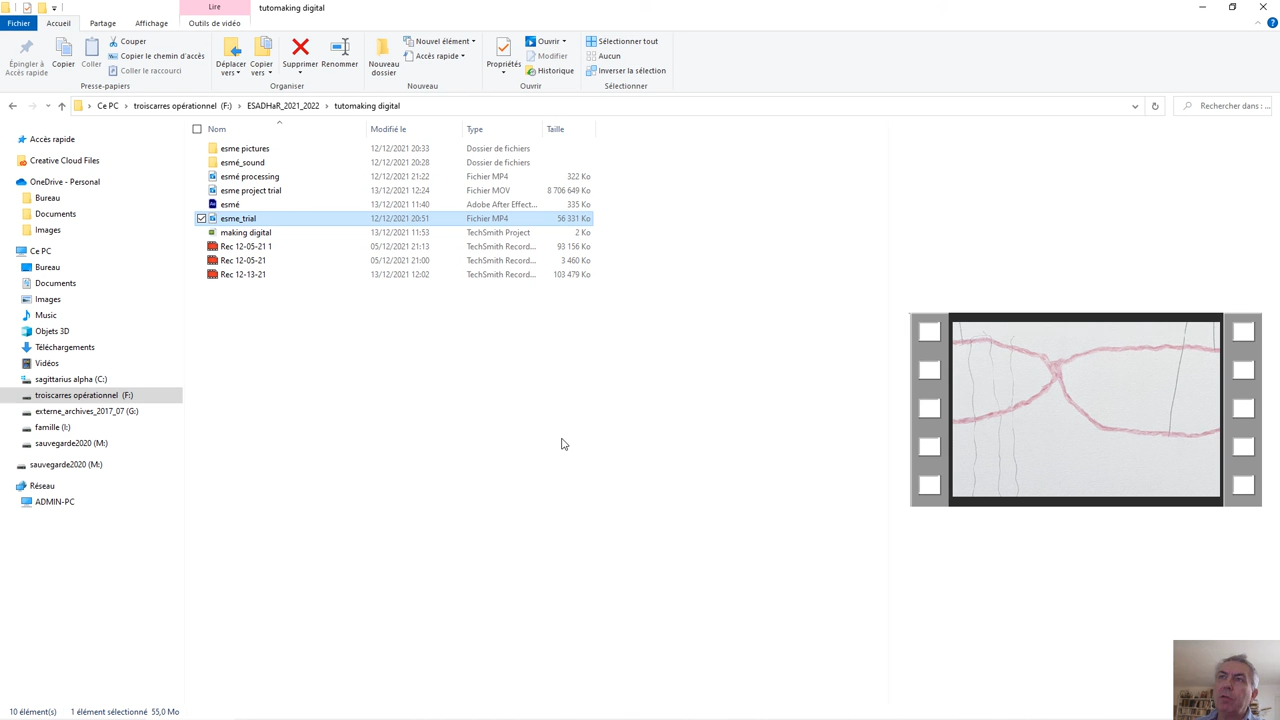 Lire
tutomaking digital
Fichier
Accueil
Partage
Affichage
Outils de vidéo
Épingler à Accès rapide
Copier
Coller
Couper
Copier le chemin d'accès
Coller le raccourci
Presse-papiers
Déplacer vers
Copier vers
Supprimer
Renommer
Organiser
Nouveau dossier
Nouvel élément
Accès rapide
Nouveau
Propriétés
Ouvrir
Modifier
Historique
Ouvrir
Sélectionner tout
Aucun
Inverser la sélection
Sélectionner
Ce PC
troiscarres opérationnel (F:)
ESADHaR_2021_2022
tutomaking digital
Rechercher dans : ...
Accès rapide
Creative Cloud Files
OneDrive - Personal
Bureau
Documents
Images
Ce PC
Bureau
Documents
Images
Music
Objets 3D
Téléchargements
Vidéos
sagittarius alpha (C:)
troiscarres opérationnel (F:)
externe_archives_2017_07 (G:)
famille (I:)
sauvegarde2020 (M:)
sauvegarde2020 (M:)
Réseau
ADMIN-PC
Nom Modifié le Type Taille
esme pictures 12/12/2021 20:33 Dossier de fichiers
esmé_sound 12/12/2021 20:28 Dossier de fichiers
esmé processing 12/12/2021 21:22 Fichier MP4 322 Ko
esme project trial 13/12/2021 12:24 Fichier MOV 8 706 649 Ko
esmé 13/12/2021 11:40 Adobe After Effect... 335 Ko
esme_trial 12/12/2021 20:51 Fichier MP4 56 331 Ko
making digital 13/12/2021 11:53 TechSmith Project 2 Ko
Rec 12-05-21 1 05/12/2021 21:13 TechSmith Record... 93 156 Ko
Rec 12-05-21 05/12/2021 21:00 TechSmith Record... 3 460 Ko
Rec 12-13-21 13/12/2021 12:02 TechSmith Record... 103 479 Ko
10 élément(s) 1 élément sélectionné 55,0 Mo